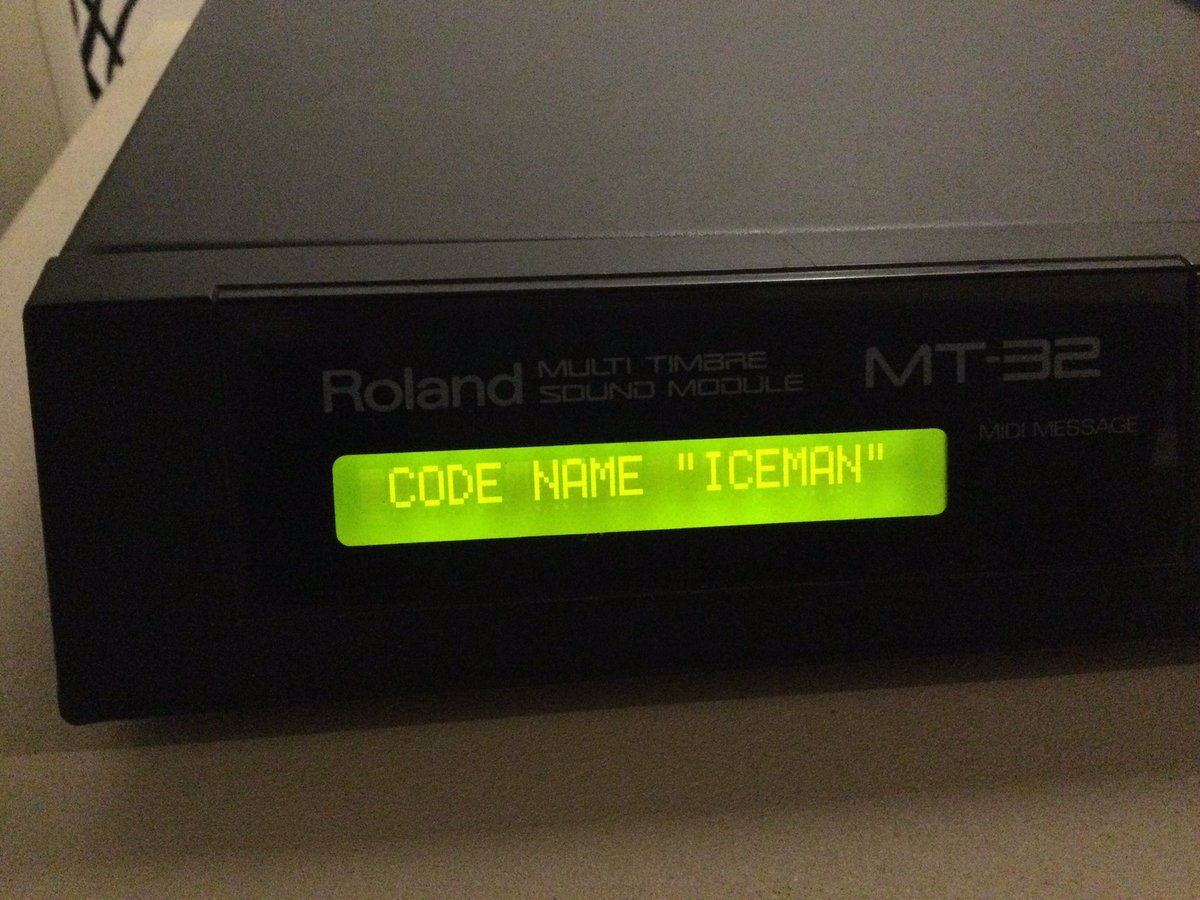 Roland
MULTI TIMBRE
SOUND MODULE
MT-32
MIDI MESSAGE
CODE NAME "ICEMAN"